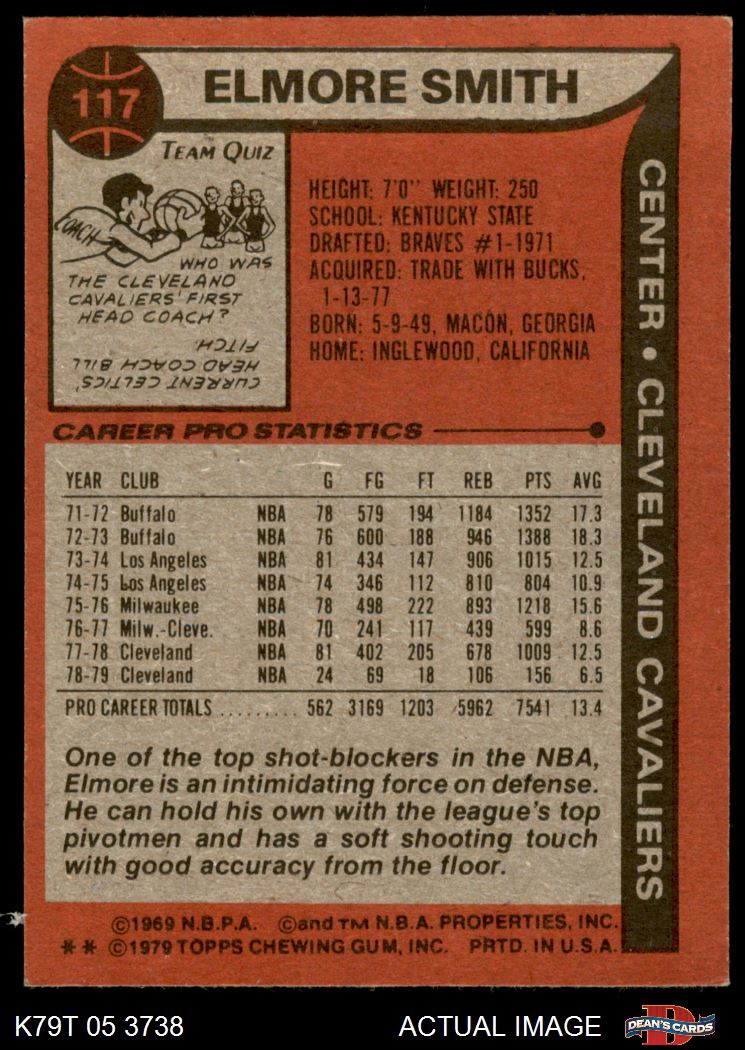 117
ELMORE SMITH
TEAM QUIZ
COACH
WHO WAS
THE CLEVELAND
CAVALIERS' FIRST
HEAD COACH?
CURRENT CELTICS'
HEAD COACH BILL
FITCH
HEIGHT: 7'0" WEIGHT: 250
SCHOOL: KENTUCKY STATE
DRAFTED: BRAVES #1-1971
ACQUIRED: TRADE WITH BUCKS,
1-13-77
BORN: 5-9-49, MACON, GEORGIA
HOME: INGLEWOOD, CALIFORNIA
CENTER • CLEVELAND CAVALIERS
CAREER PRO STATISTICS
YEAR CLUB G FG FT REB PTS AVG
71-72 Buffalo NBA 78 579 194 1184 1352 17.3
72-73 Buffalo NBA 76 600 188 946 1388 18.3
73-74 Los Angeles NBA 81 434 147 906 1015 12.5
74-75 Los Angeles NBA 74 346 112 810 804 10.9
75-76 Milwaukee NBA 78 498 222 893 1218 15.6
76-77 Milw.-Cleve. NBA 70 241 117 439 599 8.6
77-78 Cleveland NBA 81 402 205 678 1009 12.5
78-79 Cleveland NBA 24 69 18 106 156 6.5
PRO CAREER TOTALS .......... 562 3169 1203 5962 7541 13.4
One of the top shot-blockers in the NBA,
Elmore is an intimidating force on defense.
He can hold his own with the league's top
pivotmen and has a soft shooting touch
with good accuracy from the floor.
©1969 N.B.P.A. ©and TM N.B.A. PROPERTIES, INC.
** ©1979 TOPPS CHEWING GUM, INC. PRTD. IN U.S.A.
K79T 05 3738 ACTUAL IMAGE
D
DEAN'S CARDS